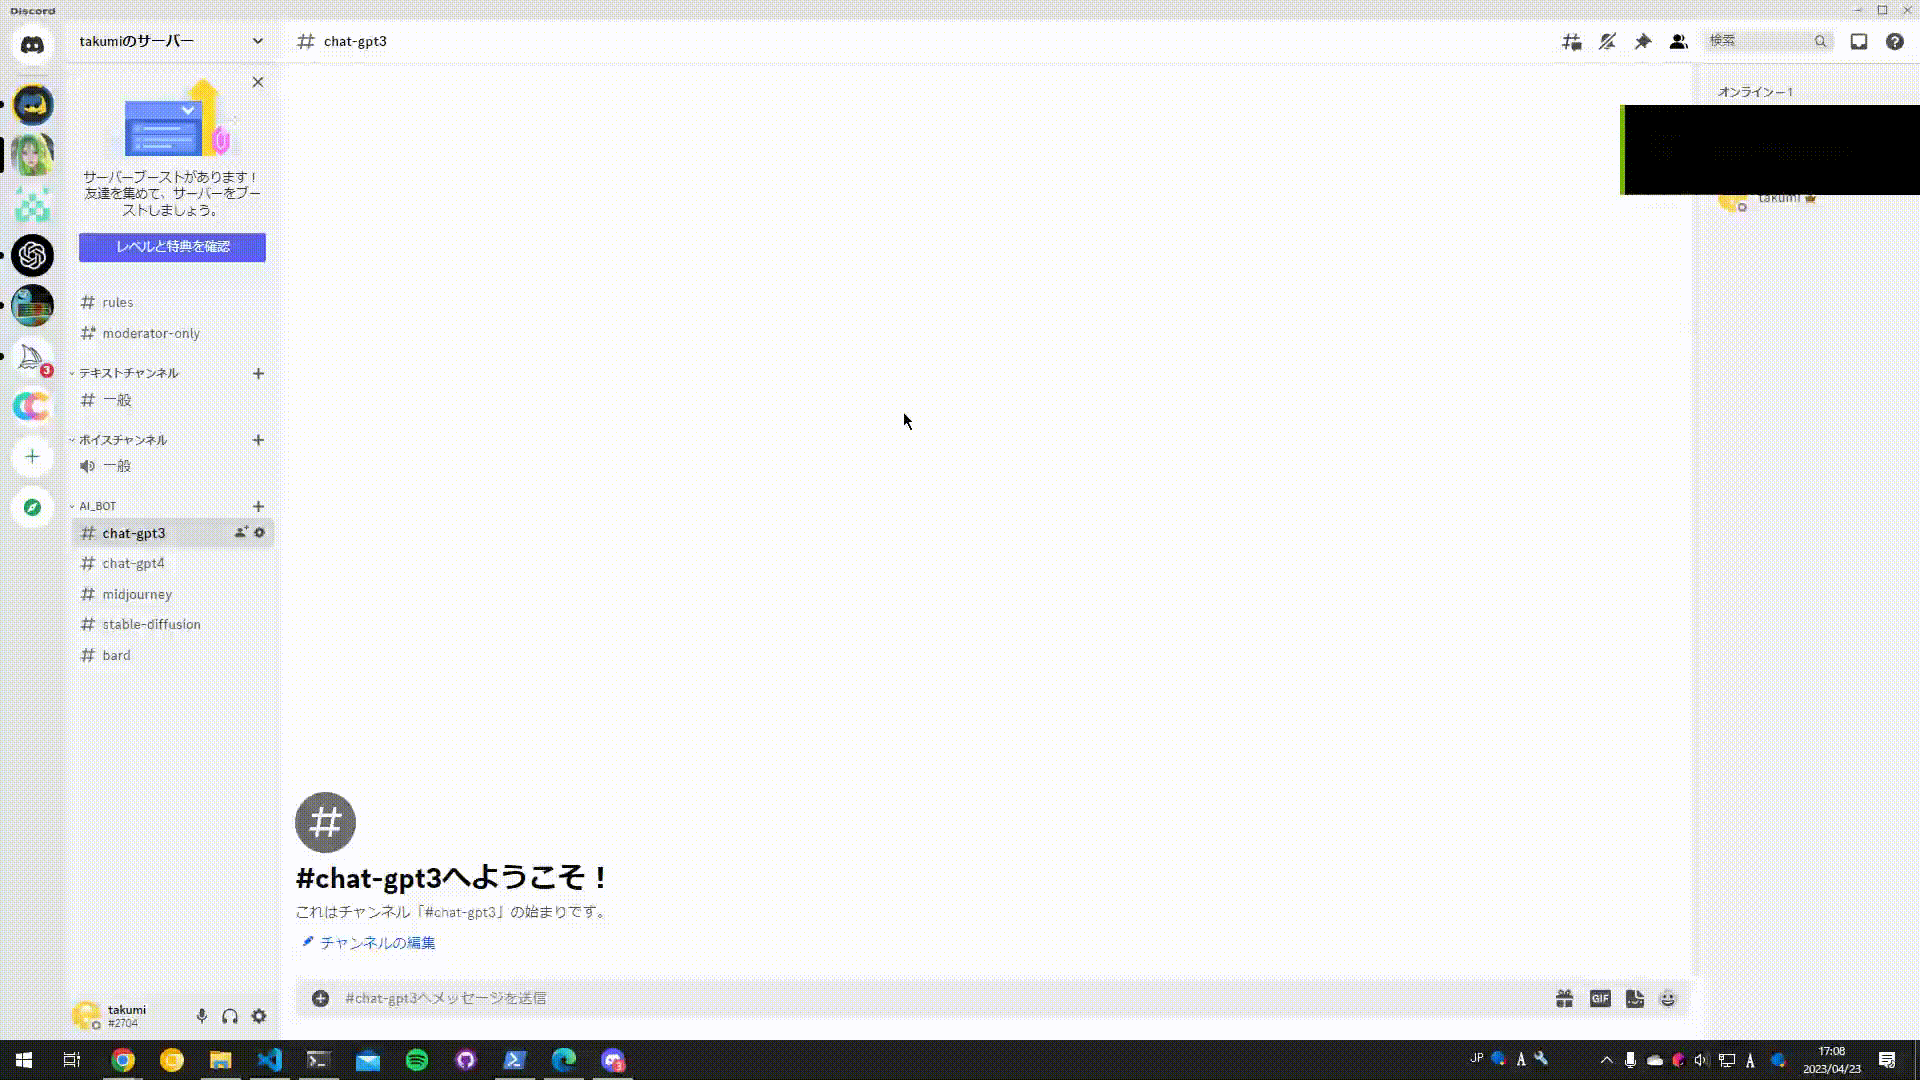 Discord
takumiのサーバー
chat-gpt3
検索
サーバーブーストがあります！
友達を集めて、サーバーをブー
ストしましょう。
レベルと特典を確認
rules
moderator-only
テキストチャンネル
一般
ボイスチャンネル
一般
AI_BOT
chat-gpt3
chat-gpt4
midjourney
stable-diffusion
bard
3
オンライン－1
takumi
#
#chat-gpt3へようこそ！
これはチャンネル「#chat-gpt3」の始まりです。
チャンネルの編集
#chat-gpt3へメッセージを送信
GIF
takumi
#2704
JP
A
A
17:08
2023/04/23